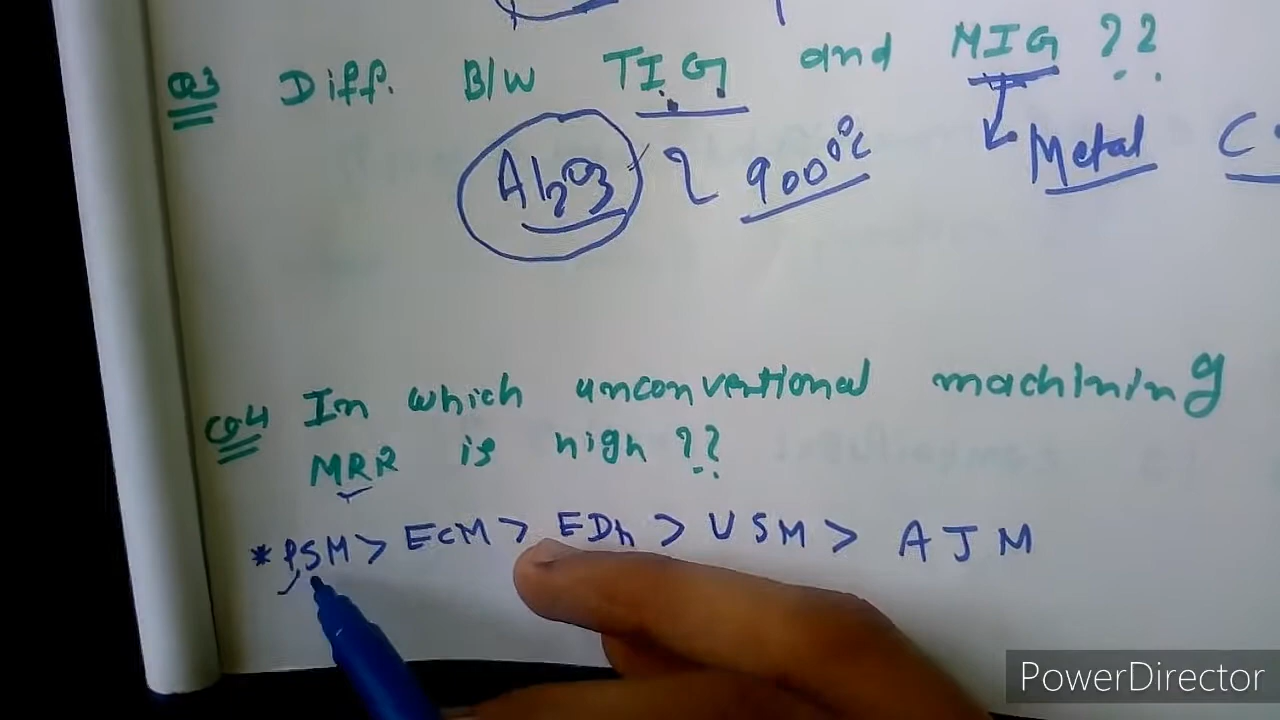 Q3 Diff. B/W TIG and MIG ??
Al2O3 900°C Metal
Q4 In which unconventional machining
MRR is high ??
* PSM > ECM > EDM > USM > AJM
PowerDirector